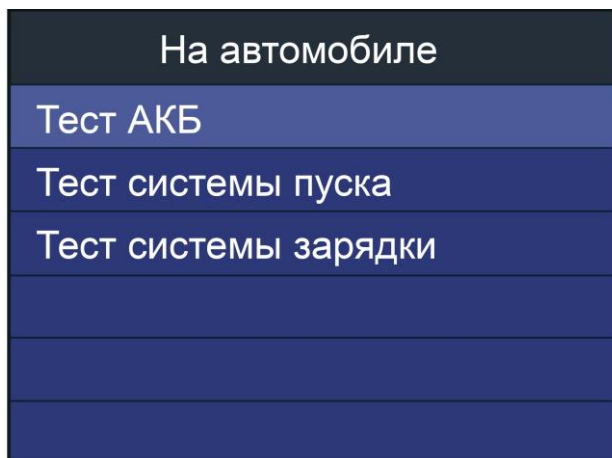 На автомобиле
Тест АКБ
Тест системы пуска
Тест системы зарядки